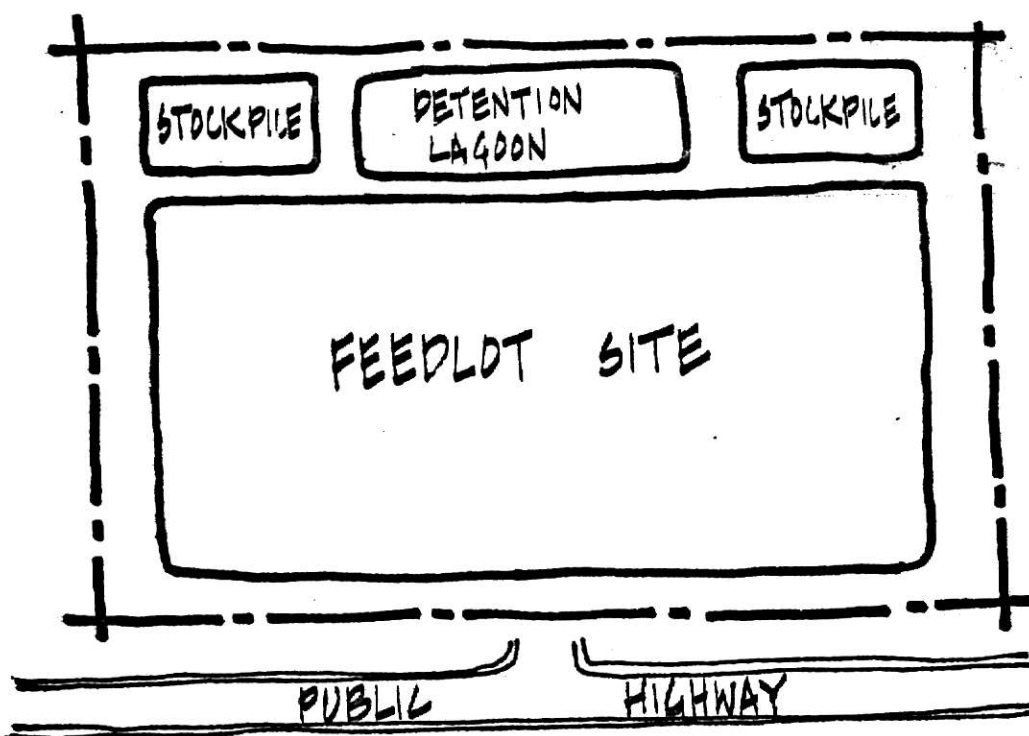 STOCKPILE
DETENTION
LAGOON
STOCKPILE
FEEDLOT SITE
PUBLIC HIGHWAY